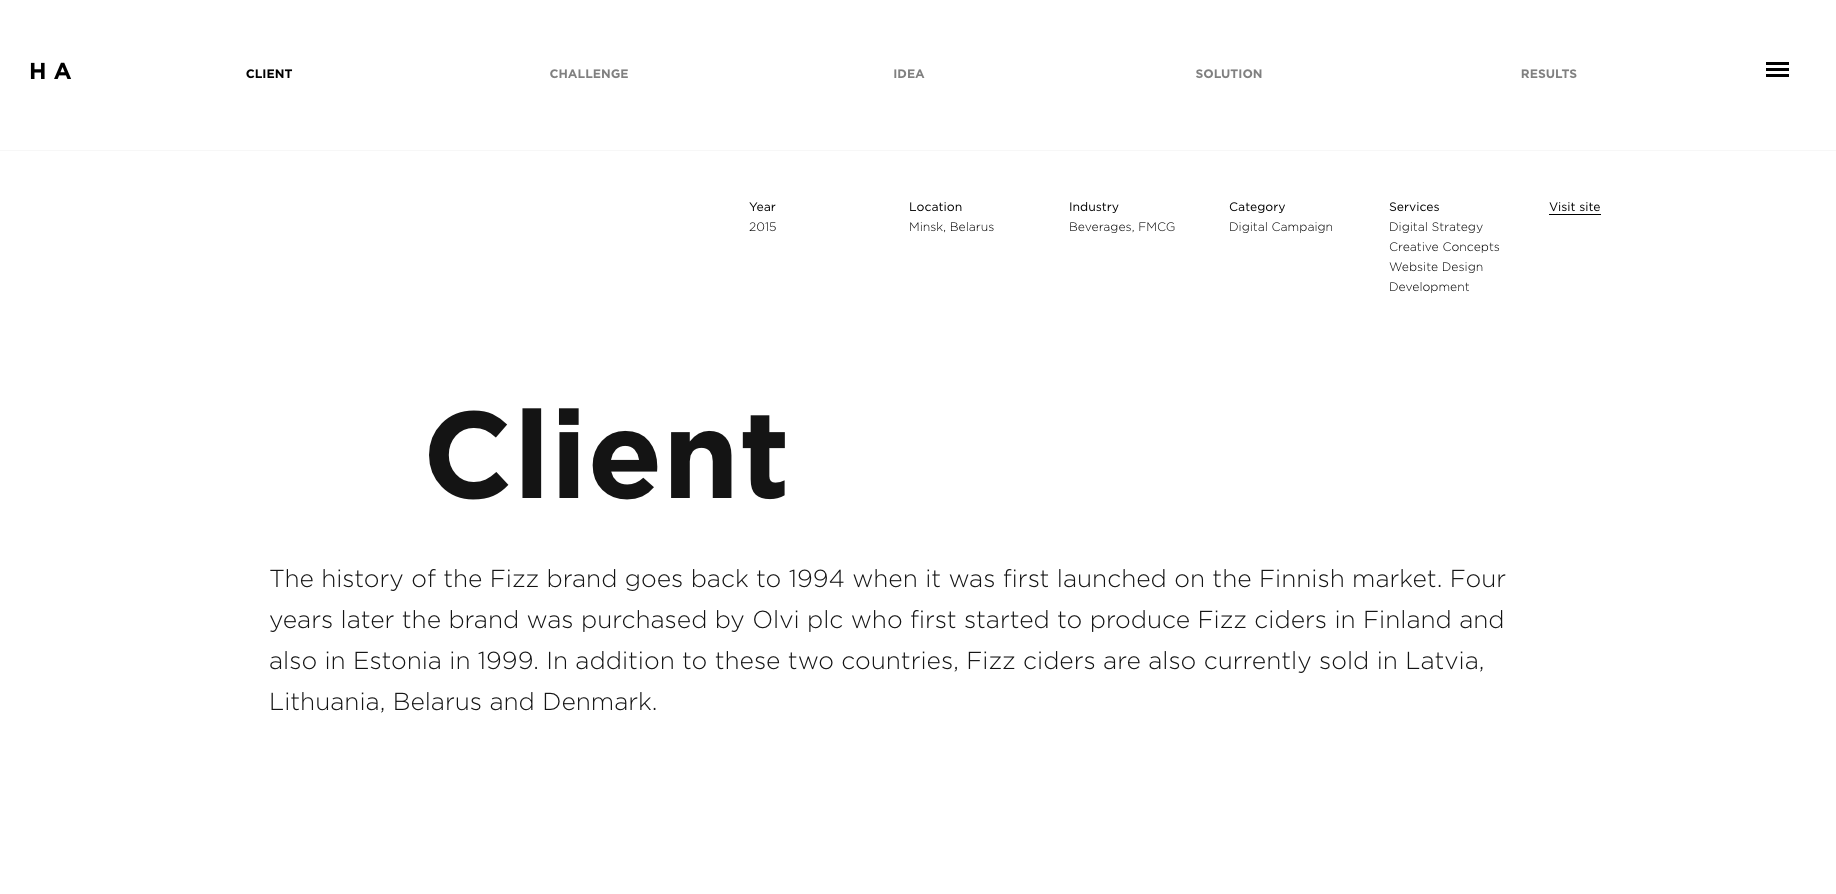 H A
CLIENT
CHALLENGE
IDEA
SOLUTION
RESULTS
Year
2015
Location
Minsk, Belarus
Industry
Beverages, FMCG
Category
Digital Campaign
Services
Digital Strategy
Creative Concepts
Website Design
Development
Visit site
Client
The history of the Fizz brand goes back to 1994 when it was first launched on the Finnish market. Four
years later the brand was purchased by Olvi plc who first started to produce Fizz ciders in Finland and
also in Estonia in 1999. In addition to these two countries, Fizz ciders are also currently sold in Latvia,
Lithuania, Belarus and Denmark.